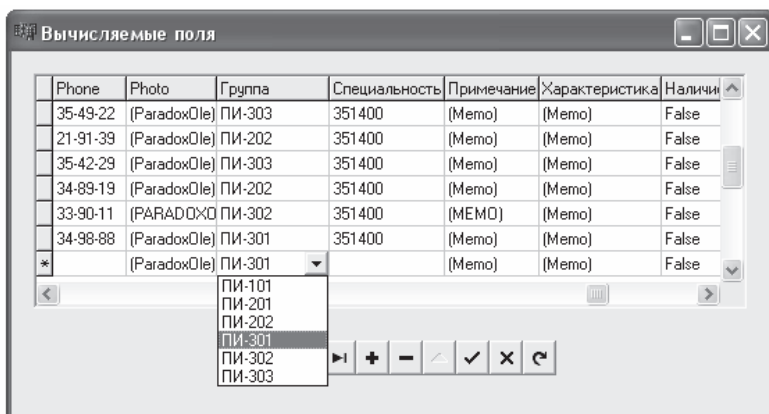 Вычисляемые поля
Phone Photo Группа Специальность Примечание Характеристика Наличи
35-49-22 (ParadoxOle) ПИ-303 351400 (Memo) (Memo) False
21-91-39 (ParadoxOle) ПИ-202 351400 (Memo) (Memo) False
35-42-29 (ParadoxOle) ПИ-303 351400 (Memo) (Memo) False
34-89-19 (ParadoxOle) ПИ-202 351400 (Memo) (Memo) False
33-90-11 (PARADOXO ПИ-302 351400 (MEMO) (Memo) False
34-98-88 (ParadoxOle) ПИ-301 351400 (Memo) (Memo) False
* (ParadoxOle) ПИ-301 (Memo) (Memo) False
ПИ-101
ПИ-201
ПИ-202
ПИ-301
ПИ-302
ПИ-303